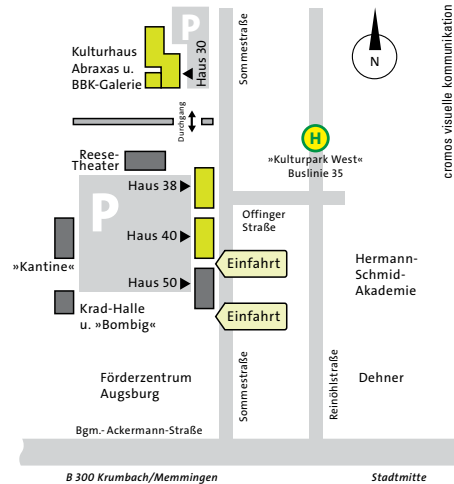 P
Kulturhaus
Abraxas u.
BBK-Galerie
Haus 30
Sommestraße
N
cromos visuelle kommunikation
Durchgang
H
»Kulturpark West«
Buslinie 35
Reese-
Theater
P
Haus 38
Offinger
Straße
Haus 40
»Kantine«
Einfahrt
Hermann-
Schmid-
Akademie
Haus 50
Krad-Halle
u. »Bombig«
Einfahrt
Förderzentrum
Augsburg
Sommestraße
Reinöhlstraße
Dehner
Bgm.- Ackermann-Straße
B 300 Krumbach/Memmingen
Stadtmitte